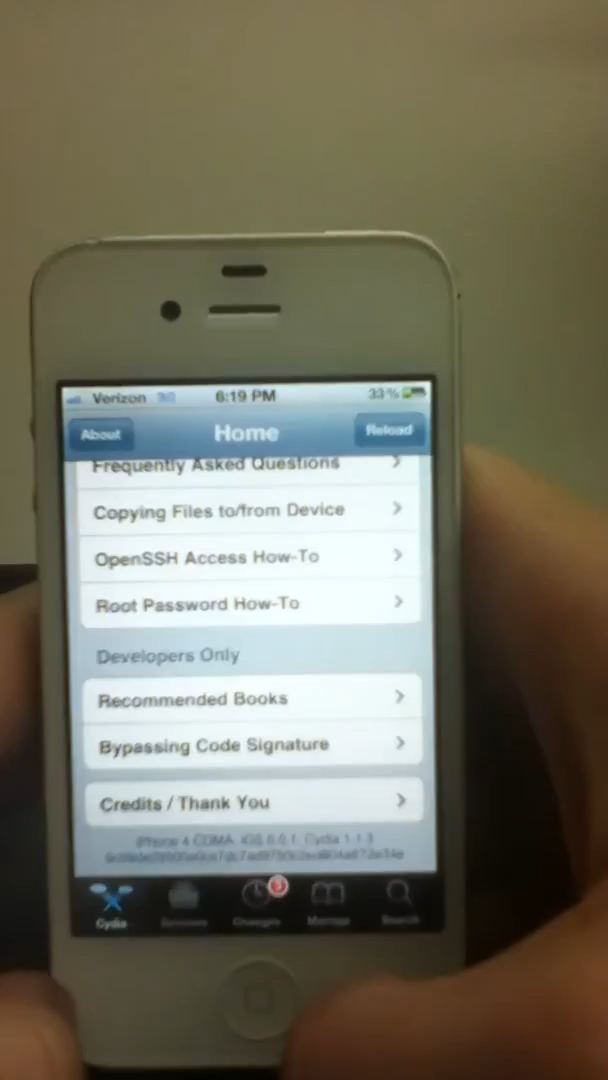 Verizon 3G 6:19 PM 33%
About Home Reload
Frequently Asked Questions
Copying Files to/from Device
OpenSSH Access How-To
Root Password How-To
Developers Only
Recommended Books
Bypassing Code Signature
Credits / Thank You
iPhone 4 CDMA, iOS 6.0.1, Cydia 1.1.3
Cydia Sources Changes Manage Search